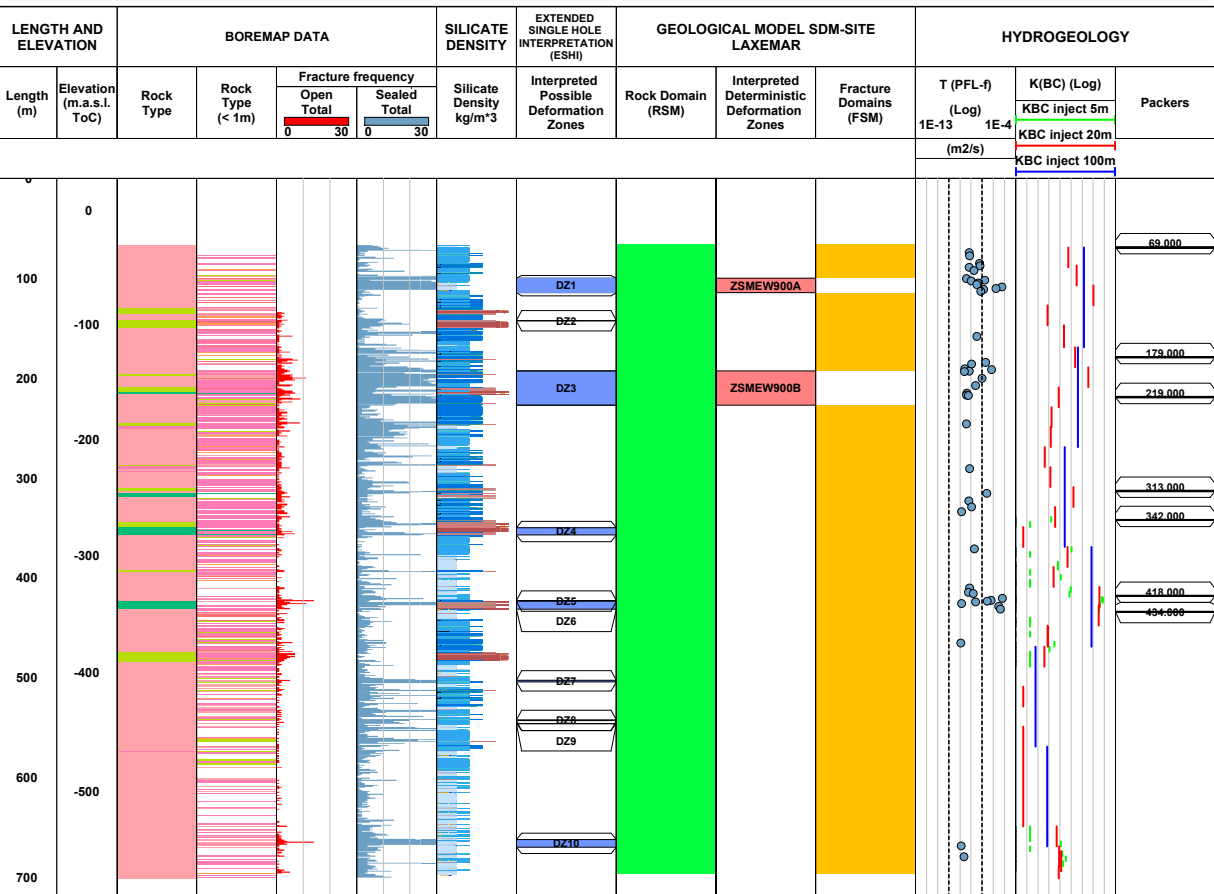 LENGTH AND
ELEVATION
BOREMAP DATA
SILICATE
DENSITY
EXTENDED
SINGLE HOLE
INTERPRETATION
(ESHI)
GEOLOGICAL MODEL SDM-SITE
LAXEMAR
HYDROGEOLOGY
Length
(m)
Elevation
(m.a.s.l.
ToC)
Rock
Type
Rock
Type
(< 1m)
Fracture frequency
Open
Total
0 30
Sealed
Total
0 30
Silicate
Density
kg/m*3
Interpreted
Possible
Deformation
Zones
Rock Domain
(RSM)
Interpreted
Deterministic
Deformation
Zones
Fracture
Domains
(FSM)
T (PFL-f)
(Log)
1E-13 1E-4
(m2/s)
K(BC) (Log)
KBC inject 5m
KBC inject 20m
KBC inject 100m
Packers
0
0
69.000
100
DZ1
ZSMEW900A
-100
DZ2
179.000
200
DZ3
ZSMEW900B
219.000
-200
300
313.000
342.000
DZ4
-300
400
418.000
DZ5
434.000
DZ6
-400
500
DZ7
DZ8
DZ9
600
-500
DZ10
700